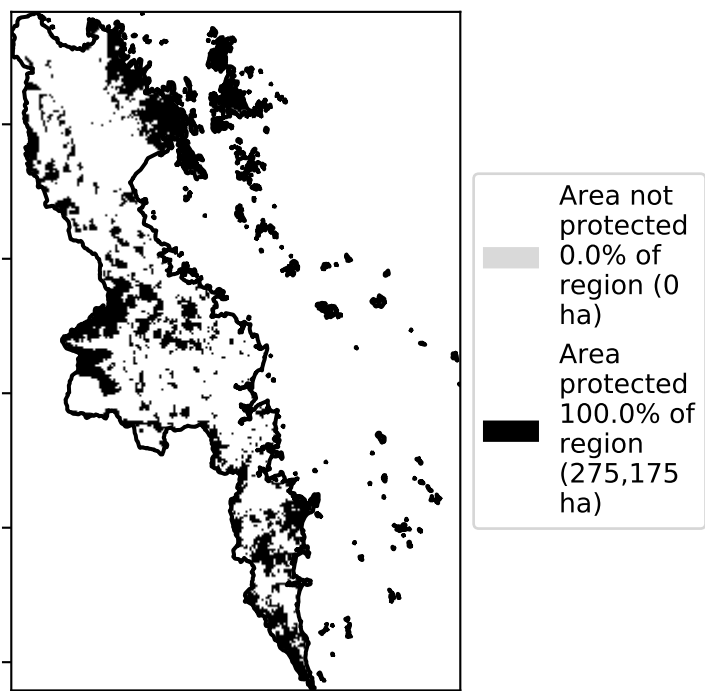 Area not
protected
0.0% of
region (0
ha)
Area
protected
100.0% of
region
(275,175
ha)